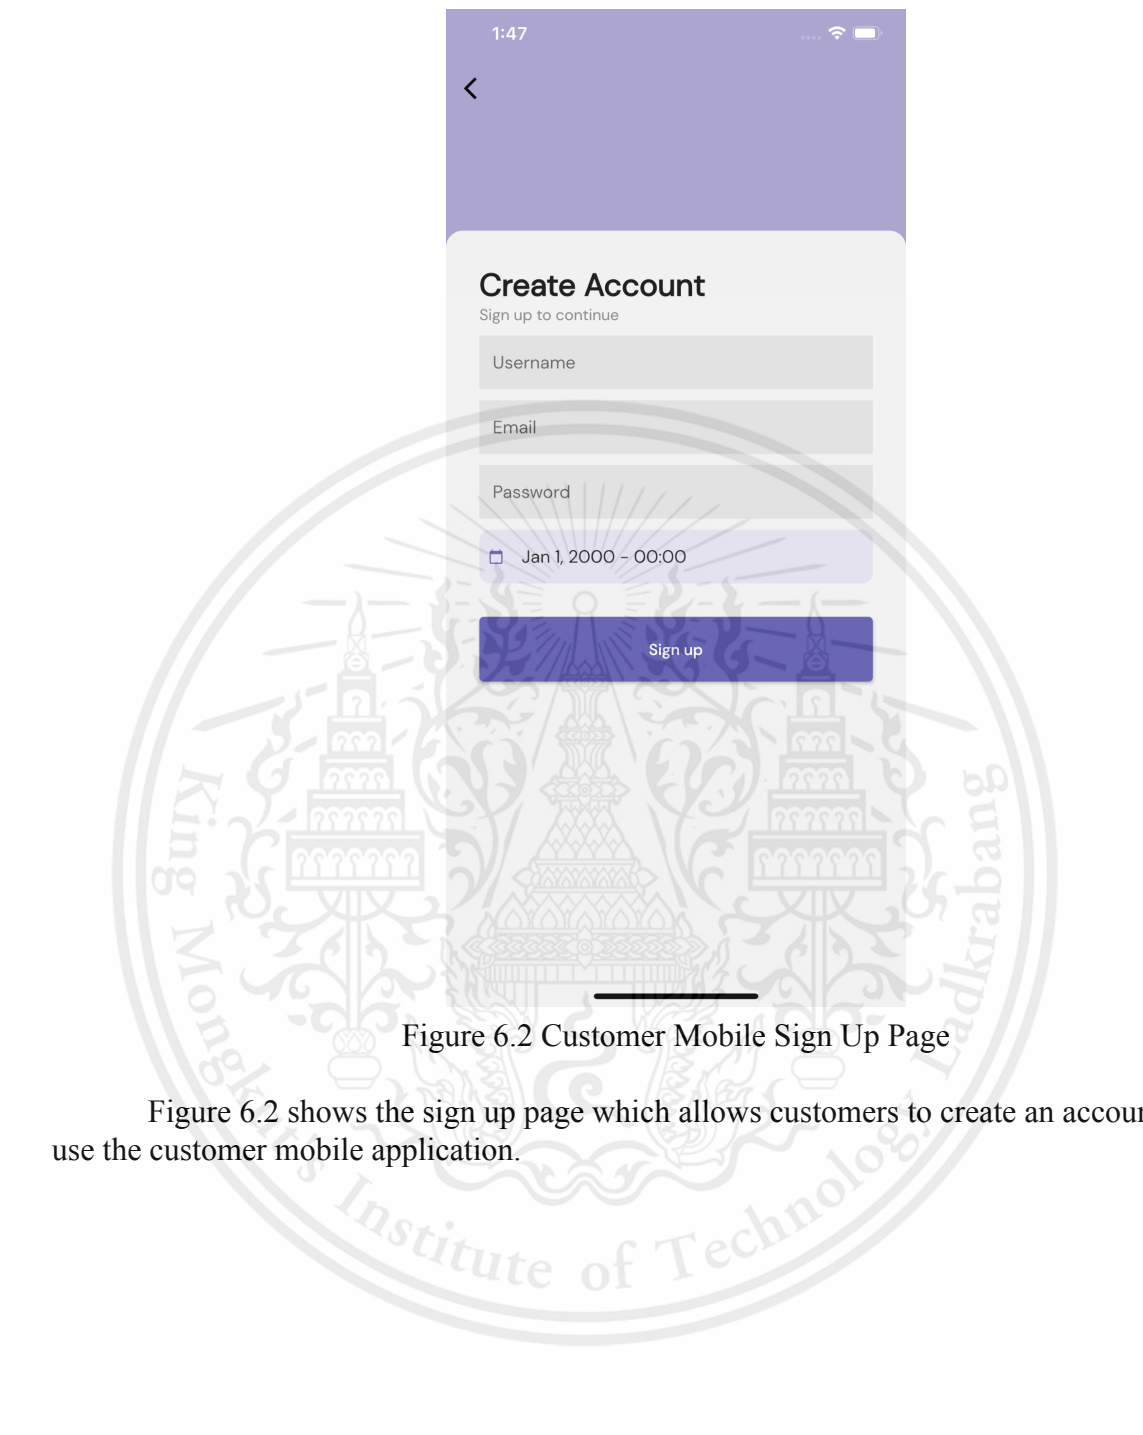 1:47
Create Account
Sign up to continue
Username
Email
Password
Jan 1, 2000 - 00:00
Sign up
Figure 6.2 Customer Mobile Sign Up Page
Figure 6.2 shows the sign up page which allows customers to create an
use the customer mobile application.
King Mongkut's Institute of Technology Ladkrabang